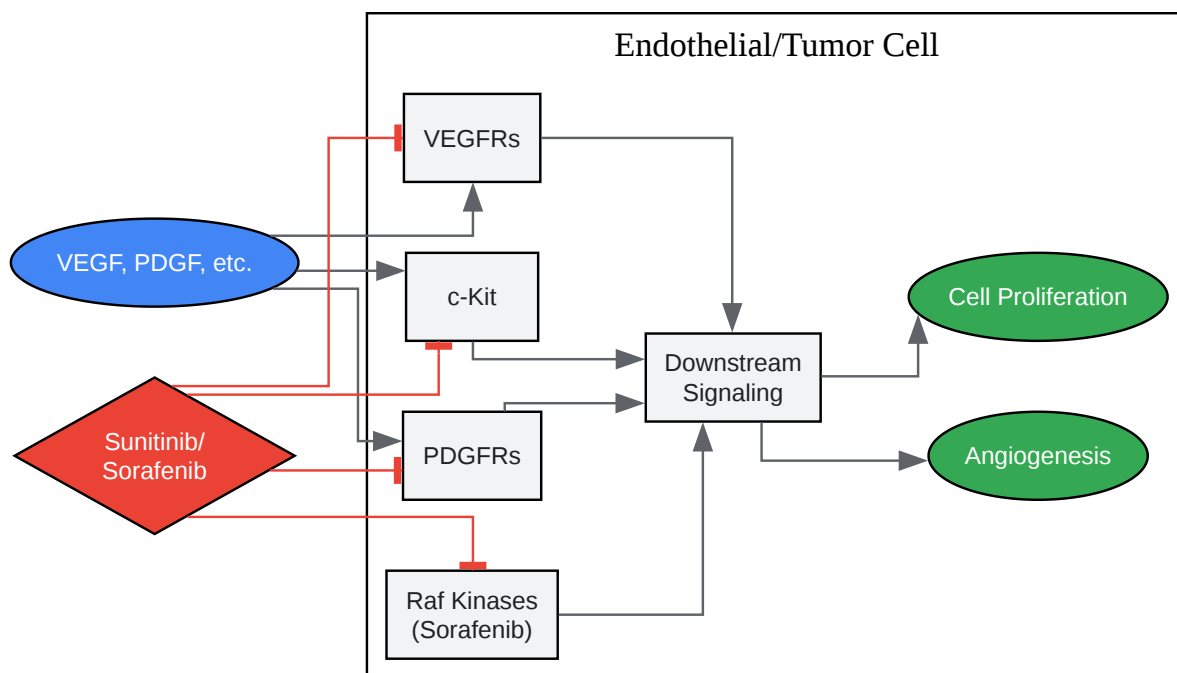 Endothelial/Tumor Cell
VEGFRs
VEGF, PDGF, etc.
c-Kit
Cell Proliferation
Downstream
Signaling
Sunitinib/
Sorafenib
PDGFRs
Angiogenesis
Raf Kinases
(Sorafenib)